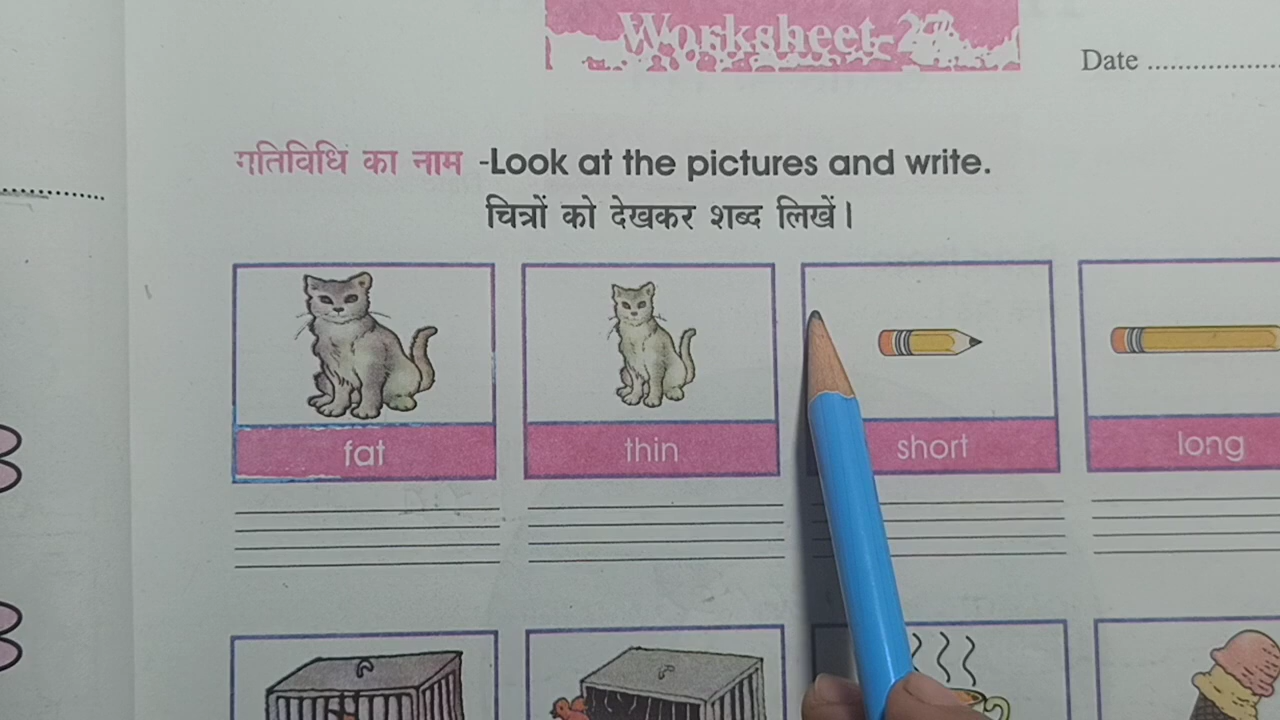 Worksheet-27
Date ....................
गतिविधि का नाम -Look at the pictures and write.
चित्रों को देखकर शब्द लिखें।
fat
thin
short
long